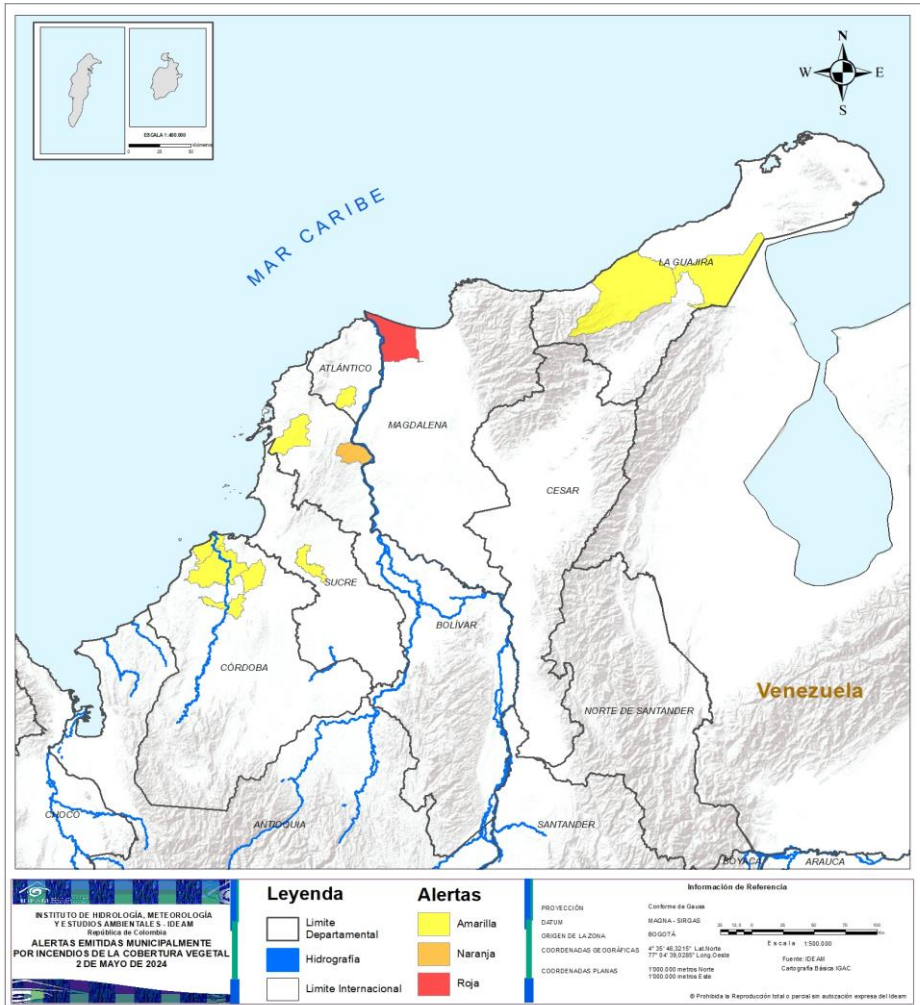 N
W E
S
ESCALA 1:400.000
MAR CARIBE
LA GUAJIRA
ATLÁNTICO
MAGDALENA
CESAR
SUCRE
BOLÍVAR
CÓRDOBA
Venezuela
NORTE DE SANTANDER
CHOCO
ANTIOQUIA
SANTANDER
BOYACÁ
ARAUCA
IDEAM
INSTITUTO DE HIDROLOGÍA, METEOROLOGÍA
Y ESTUDIOS AMBIENTALES - IDEAM
República de Colombia
ALERTAS EMITIDAS MUNICIPALMENTE
POR INCENDIOS DE LA COBERTURA VEGETAL
2 DE MAYO DE 2024
Leyenda
Limite
Departamental
Hidrografía
Limite Internacional
Alertas
Amarilla
Naranja
Roja
Información de Referencia
PROYECCIÓN Conforme de Gauss
DATUM MAGNA - SIRGAS
ORIGEN DE LA ZONA BOGOTÁ
COORDENADAS GEOGRÁFICAS 4° 35' 46,3215" Lat.Norte
77° 04' 39,0285" Long.Oeste
COORDENADAS PLANAS 1'000.000 metros Norte
1'000.000 metros Este
Escala 1:500.000
Fuente: IDEAM
Cartografía Básica IGAC
© Prohibida la Reproducción total o parcial sin autozación expresa del Ideam